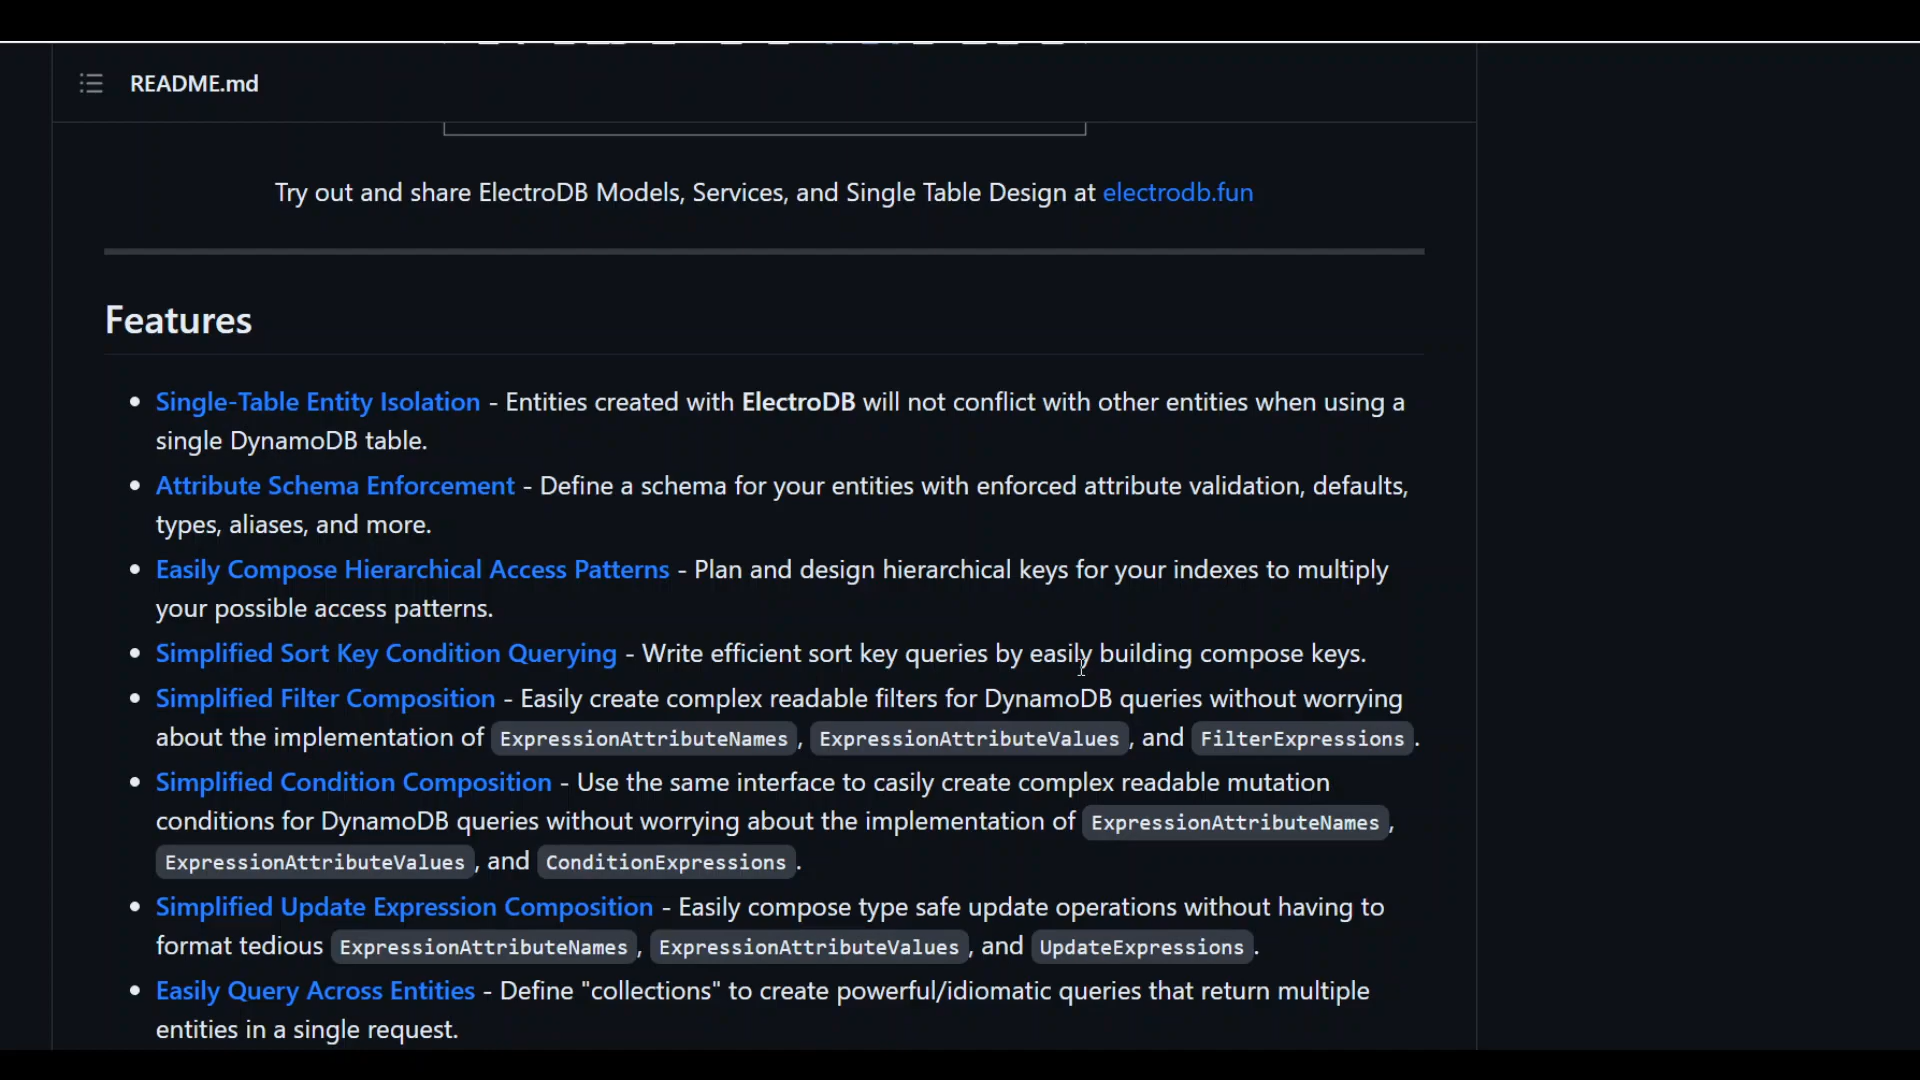 README.md
Try out and share ElectroDB Models, Services, and Single Table Design at electrodb.fun
Features
Single-Table Entity Isolation - Entities created with ElectroDB will not conflict with other entities when using a
single DynamoDB table.
Attribute Schema Enforcement - Define a schema for your entities with enforced attribute validation, defaults,
types, aliases, and more.
Easily Compose Hierarchical Access Patterns - Plan and design hierarchical keys for your indexes to multiply
your possible access patterns.
Simplified Sort Key Condition Querying - Write efficient sort key queries by easily building compose keys.
Simplified Filter Composition - Easily create complex readable filters for DynamoDB queries without worrying
about the implementation of ExpressionAttributeNames, ExpressionAttributeValues, and FilterExpressions.
Simplified Condition Composition - Use the same interface to casily create complex readable mutation
conditions for DynamoDB queries without worrying about the implementation of ExpressionAttributeNames,
ExpressionAttributeValues, and ConditionExpressions.
Simplified Update Expression Composition - Easily compose type safe update operations without having to
format tedious ExpressionAttributeNames, ExpressionAttributeValues, and UpdateExpressions.
Easily Query Across Entities - Define "collections" to create powerful/idiomatic queries that return multiple
entities in a single request.